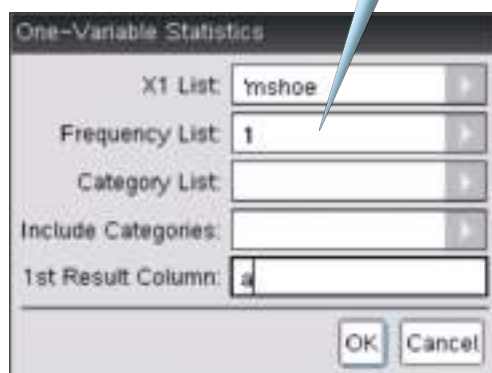 One-Variable Statistics
X1 List: 'mshoe
Frequency List: 1
Category List:
Include Categories:
1st Result Column: a
OK Cancel